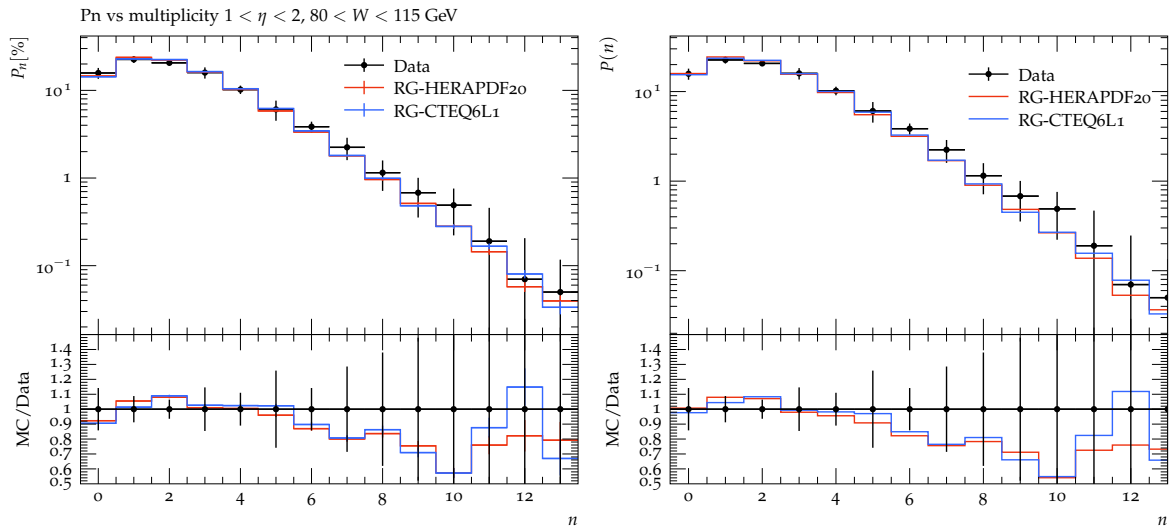 Pn vs multiplicity 1 < η < 2, 80 < W < 115 GeV
Pn[%]
10 1
1
10−1
Data
RG-HERAPDF20
RG-CTEQ6L1
MC/Data
1.4
1.3
1.2
1.1
1
0.9
0.8
0.7
0.6
0.5
0 2 4 6 8 10 12
n
P(n)
10 1
1
10−1
Data
RG-HERAPDF20
RG-CTEQ6L1
MC/Data
1.4
1.3
1.2
1.1
1
0.9
0.8
0.7
0.6
0.5
0 2 4 6 8 10 12
n